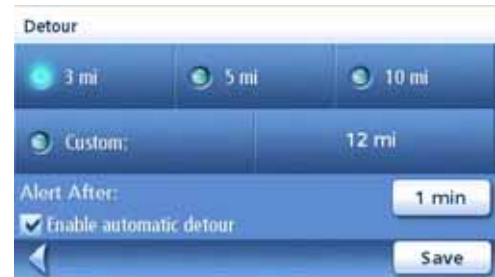 Detour
3 mi 5 mi 10 mi
Custom: 12 mi
Alert After: 1 min
Enable automatic detour
Save